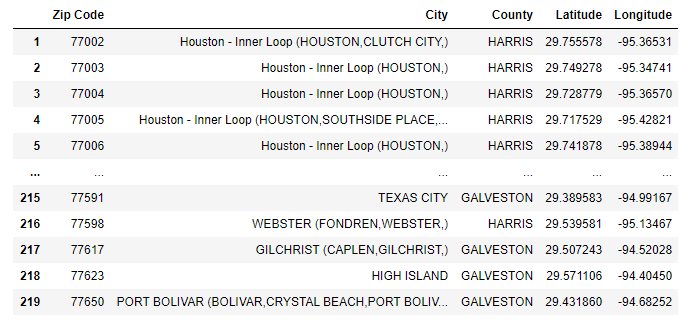 Zip Code City County Latitude Longitude
1 77002 Houston - Inner Loop (HOUSTON,CLUTCH CITY,) HARRIS 29.755578 -95.36531
2 77003 Houston - Inner Loop (HOUSTON,) HARRIS 29.749278 -95.34741
3 77004 Houston - Inner Loop (HOUSTON,) HARRIS 29.728779 -95.36570
4 77005 Houston - Inner Loop (HOUSTON,SOUTHSIDE PLACE,... HARRIS 29.717529 -95.42821
5 77006 Houston - Inner Loop (HOUSTON,) HARRIS 29.741878 -95.38944
... ... ... ... ... ...
215 77591 TEXAS CITY GALVESTON 29.389583 -94.99167
216 77598 WEBSTER (FONDREN,WEBSTER,) HARRIS 29.539581 -95.13467
217 77617 GILCHRIST (CAPLEN,GILCHRIST,) GALVESTON 29.507243 -94.52028
218 77623 HIGH ISLAND GALVESTON 29.571106 -94.40450
219 77650 PORT BOLIVAR (BOLIVAR,CRYSTAL BEACH,PORT BOLIV... GALVESTON 29.431860 -94.68252